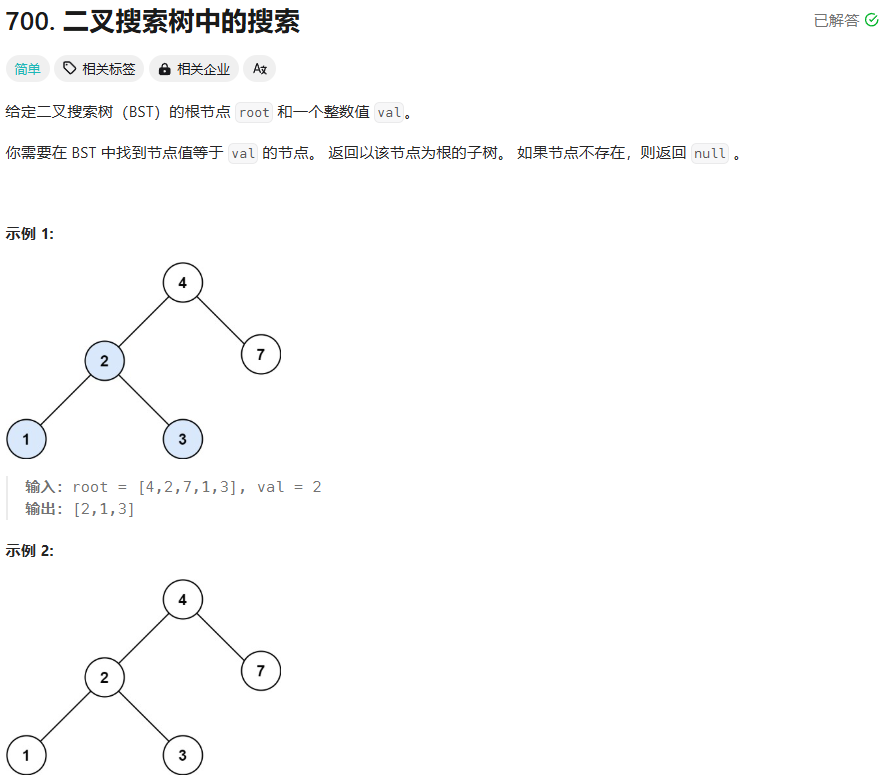 700. 二叉搜索树中的搜索
已解答
简单 相关标签 相关企业
给定二叉搜索树（BST）的根节点 root 和一个整数值 val。
你需要在 BST 中找到节点值等于 val 的节点。 返回以该节点为根的子树。 如果节点不存在，则返回 null 。
示例 1:
4
2
7
1
3
输入: root = [4,2,7,1,3], val = 2
输出: [2,1,3]
示例 2:
4
2
7
1
3